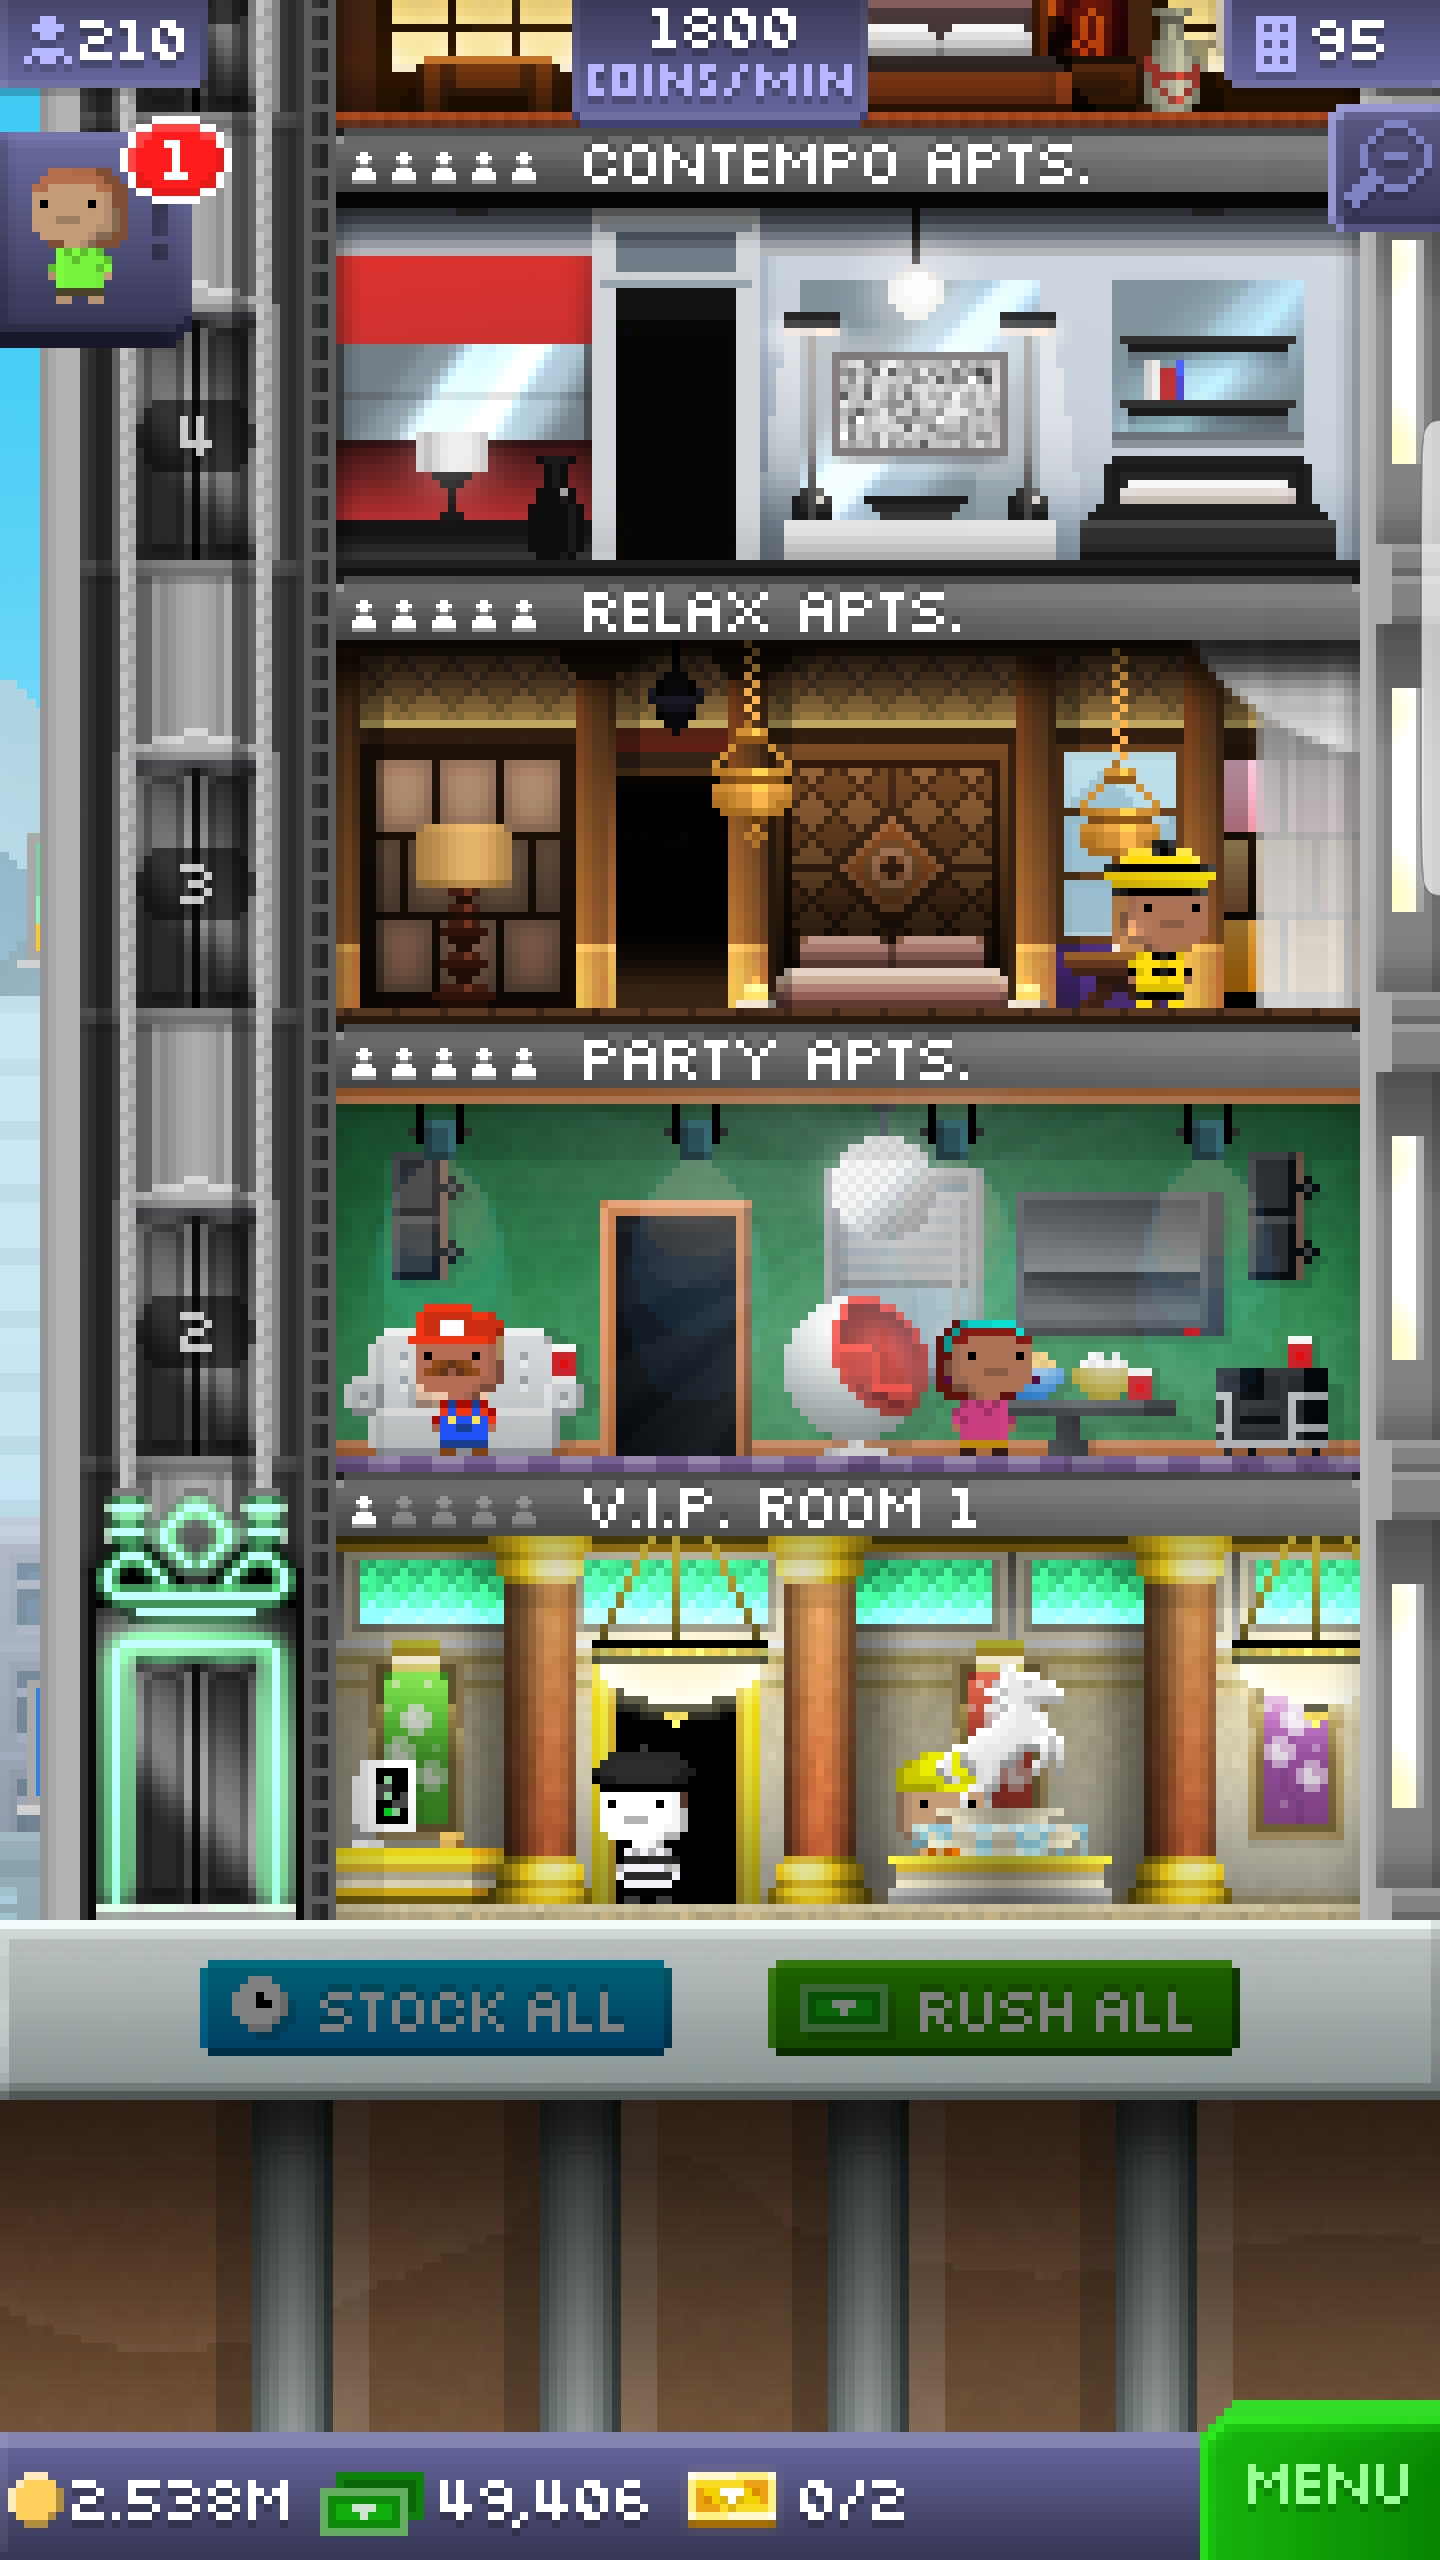 210
1800
COINS/MIN
95
1
CONTEMPO APTS.
4
RELAX APTS.
3
PARTY APTS.
2
V.I.P. ROOM 1
STOCK ALL
RUSH ALL
2.538M
49,406
0/2
MENU